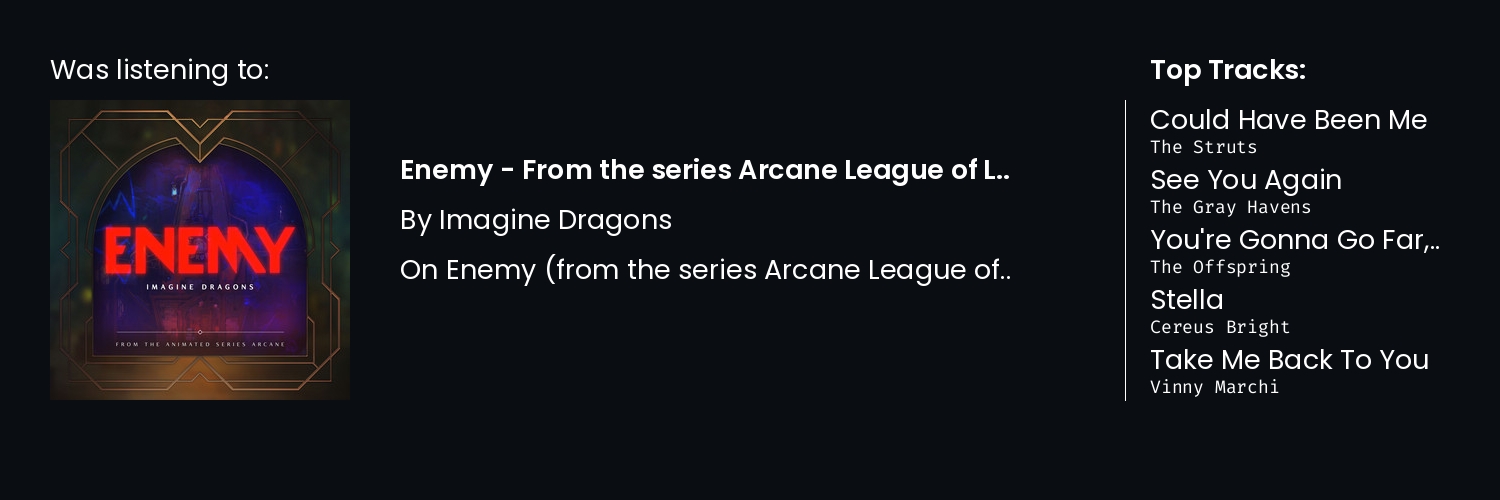 Was listening to:
ENEMY
IMAGINE DRAGONS
FROM THE ANIMATED SERIES ARCANE
Enemy - From the series Arcane League of L..
By Imagine Dragons
On Enemy (from the series Arcane League of..
Top Tracks:
Could Have Been Me
The Struts
See You Again
The Gray Havens
You're Gonna Go Far,..
The Offspring
Stella
Cereus Bright
Take Me Back To You
Vinny Marchi